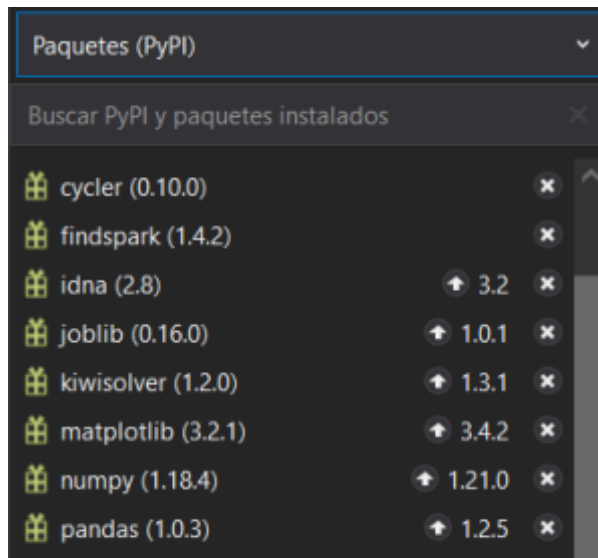 Paquetes (PyPI)
Buscar PyPI y paquetes instalados
cycler (0.10.0)
findspark (1.4.2)
idna (2.8) 3.2
joblib (0.16.0) 1.0.1
kiwisolver (1.2.0) 1.3.1
matplotlib (3.2.1) 3.4.2
numpy (1.18.4) 1.21.0
pandas (1.0.3) 1.2.5